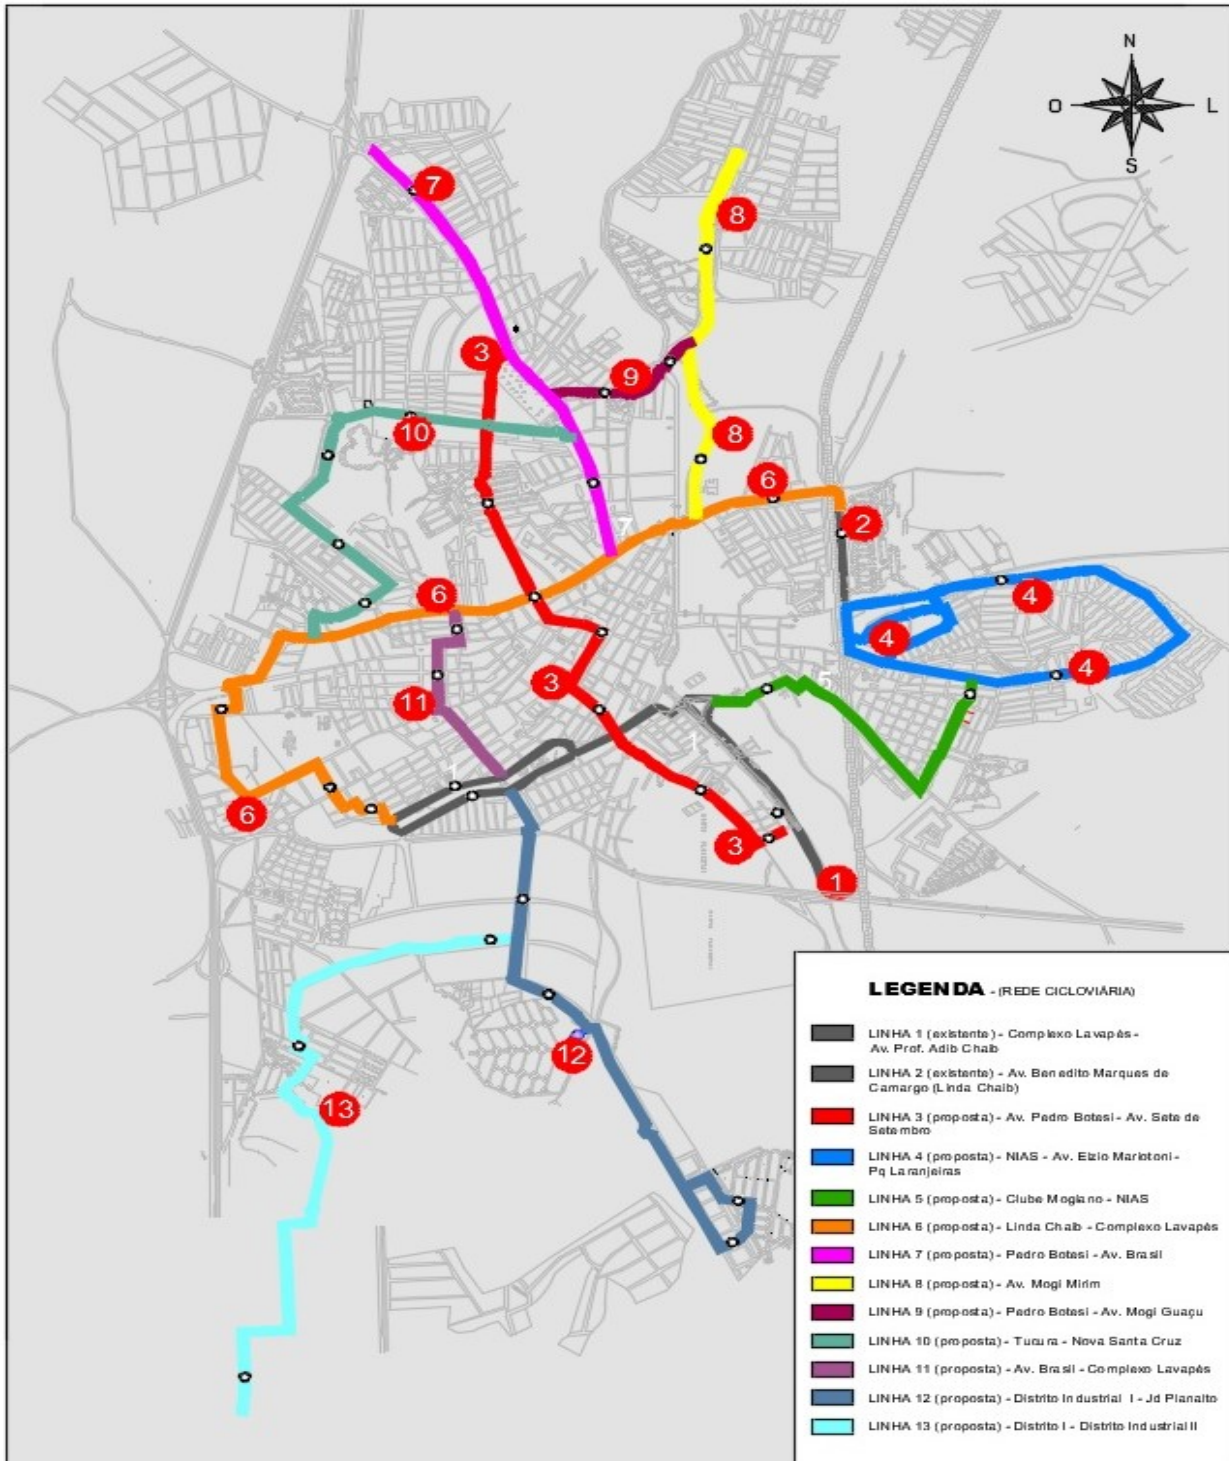 N
O L
S
7
8
3
9
10
8
6
2
7
6
4
4
4
3
5
11
1
1
6
3
1
12
13
LEGENDA - (REDE CICLOVIÁRIA)
LINHA 1 (existente) - Complexo Lavapés -
Av. Prof. Adib Chaib
LINHA 2 (existente) - Av. Benedito Marques de
Camargo (Linda Chaib)
LINHA 3 (proposta) - Av. Pedro Botesi - Av. Sete de
Setembro
LINHA 4 (proposta) - NIAS - Av. Elzio Mariotoni -
Pq Laranjeiras
LINHA 5 (proposta) - Clube Mogiano - NIAS
LINHA 6 (proposta) - Linda Chaib - Complexo Lavapés
LINHA 7 (proposta) - Pedro Botesi - Av. Brasil
LINHA 8 (proposta) - Av. Mogi Mirim
LINHA 9 (proposta) - Pedro Botesi - Av. Mogi Guaçu
LINHA 10 (proposta) - Tucura - Nova Santa Cruz
LINHA 11 (proposta) - Av. Brasil - Complexo Lavapés
LINHA 12 (proposta) - Distrito Industrial I - Jd Planalto
LINHA 13 (proposta) - Distrito I - Distrito Industrial II